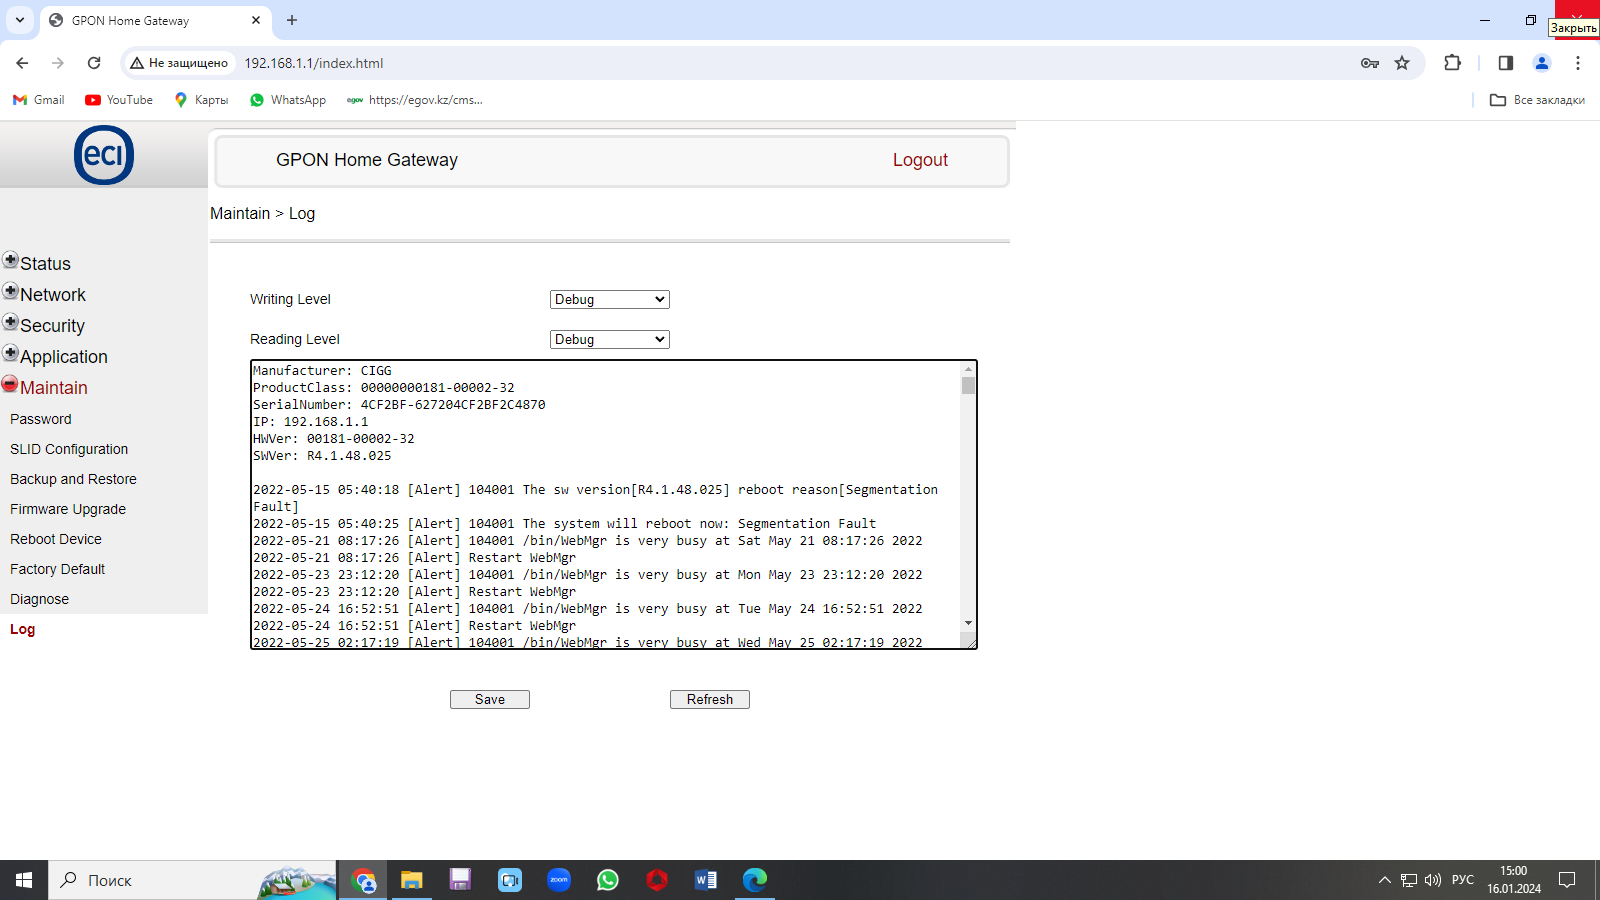 GPON Home Gateway
Закрыть
Не защищено
192.168.1.1/index.html
Gmail
YouTube
Карты
WhatsApp
egov
https://egov.kz/cms...
Все закладки
ECI
GPON Home Gateway
Logout
Maintain > Log
Status
Network
Security
Application
Maintain
Password
SLID Configuration
Backup and Restore
Firmware Upgrade
Reboot Device
Factory Default
Diagnose
Log
Writing Level
Debug
Reading Level
Debug
Manufacturer: CIGG
ProductClass: 00000000181-00002-32
SerialNumber: 4CF2BF-627204CF2BF2C4870
IP: 192.168.1.1
HWVer: 00181-00002-32
SWVer: R4.1.48.025
2022-05-15 05:40:18 [Alert] 104001 The sw version[R4.1.48.025] reboot reason[Segmentation
Fault]
2022-05-15 05:40:25 [Alert] 104001 The system will reboot now: Segmentation Fault
2022-05-21 08:17:26 [Alert] 104001 /bin/WebMgr is very busy at Sat May 21 08:17:26 2022
2022-05-21 08:17:26 [Alert] Restart WebMgr
2022-05-23 23:12:20 [Alert] 104001 /bin/WebMgr is very busy at Mon May 23 23:12:20 2022
2022-05-23 23:12:20 [Alert] Restart WebMgr
2022-05-24 16:52:51 [Alert] 104001 /bin/WebMgr is very busy at Tue May 24 16:52:51 2022
2022-05-24 16:52:51 [Alert] Restart WebMgr
2022-05-25 02:17:19 [Alert] 104001 /bin/WebMgr is very busy at Wed May 25 02:17:19 2022
Save
Refresh
Поиск
zoom
РУС
15:00
16.01.2024